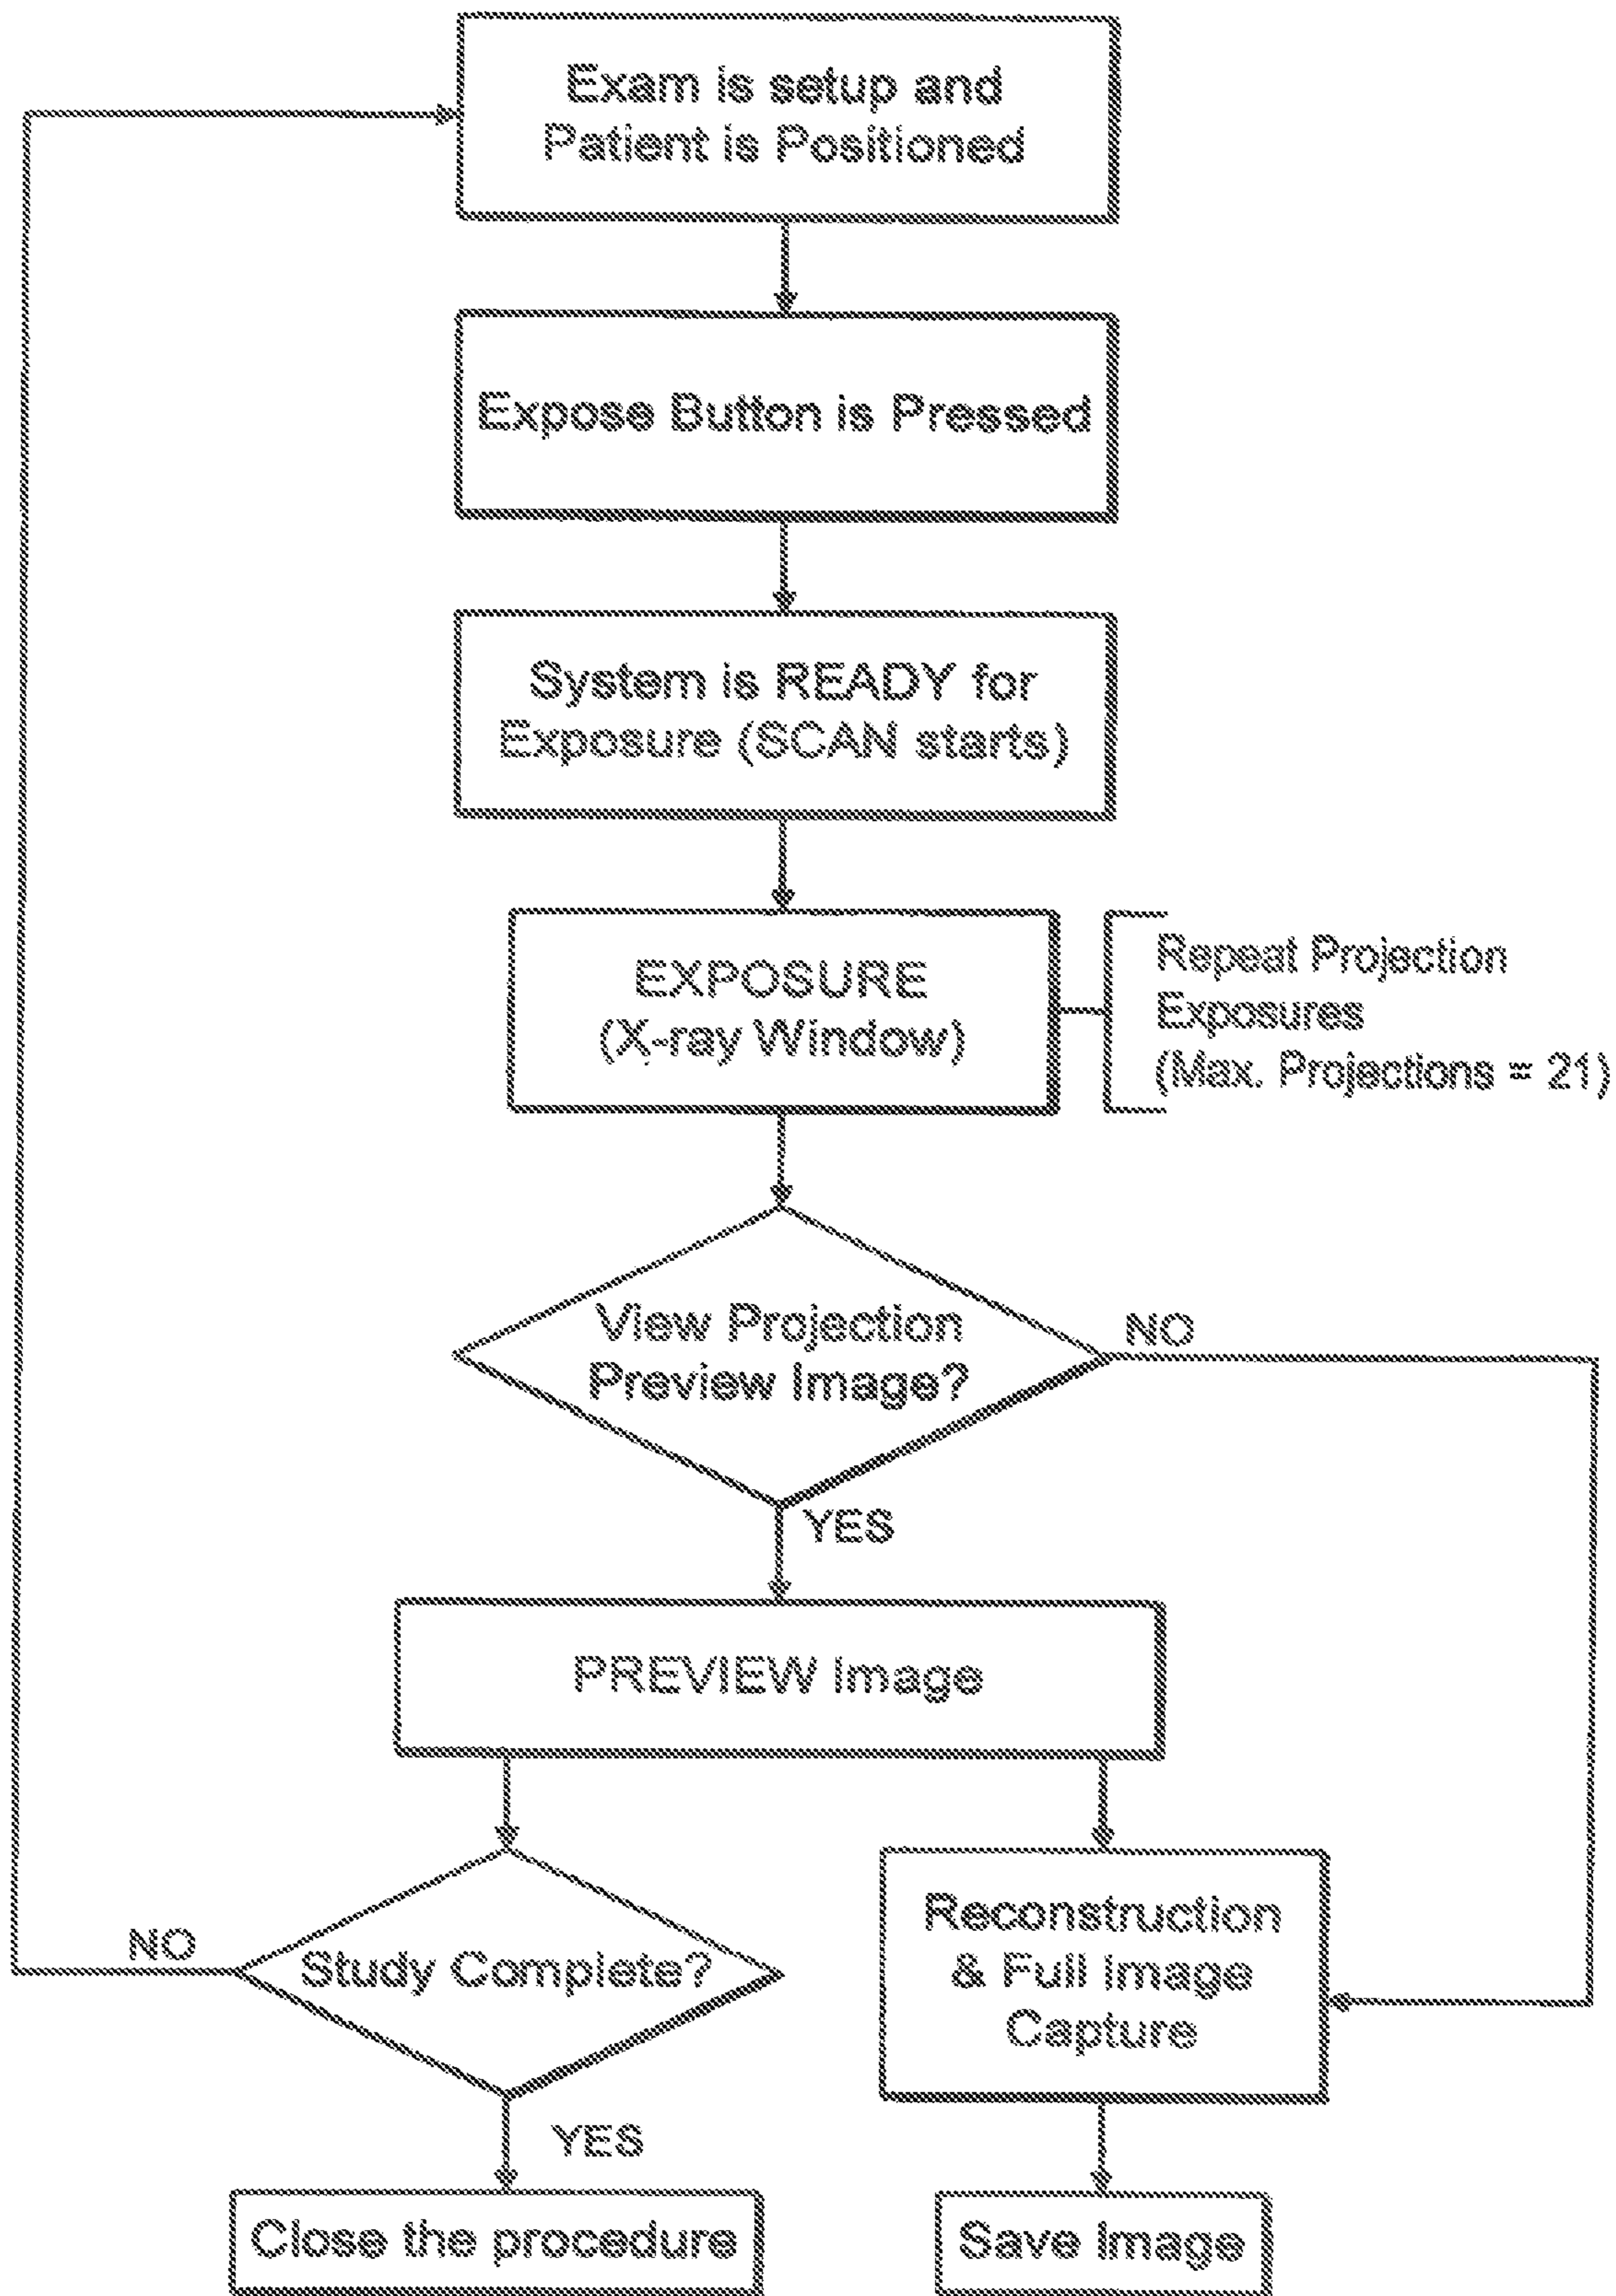 Exam is setup and
Patient is Positioned
Expose Button is Pressed
System is READY for
Exposure (SCAN starts)
EXPOSURE
(X-ray Window)
Repeat Projection
Exposures
(Max. Projections = 21)
View Projection
Preview Image?
NO
YES
PREVIEW Image
NO
Study Complete?
Reconstruction
& Full Image
Capture
YES
Close the procedure
Save Image